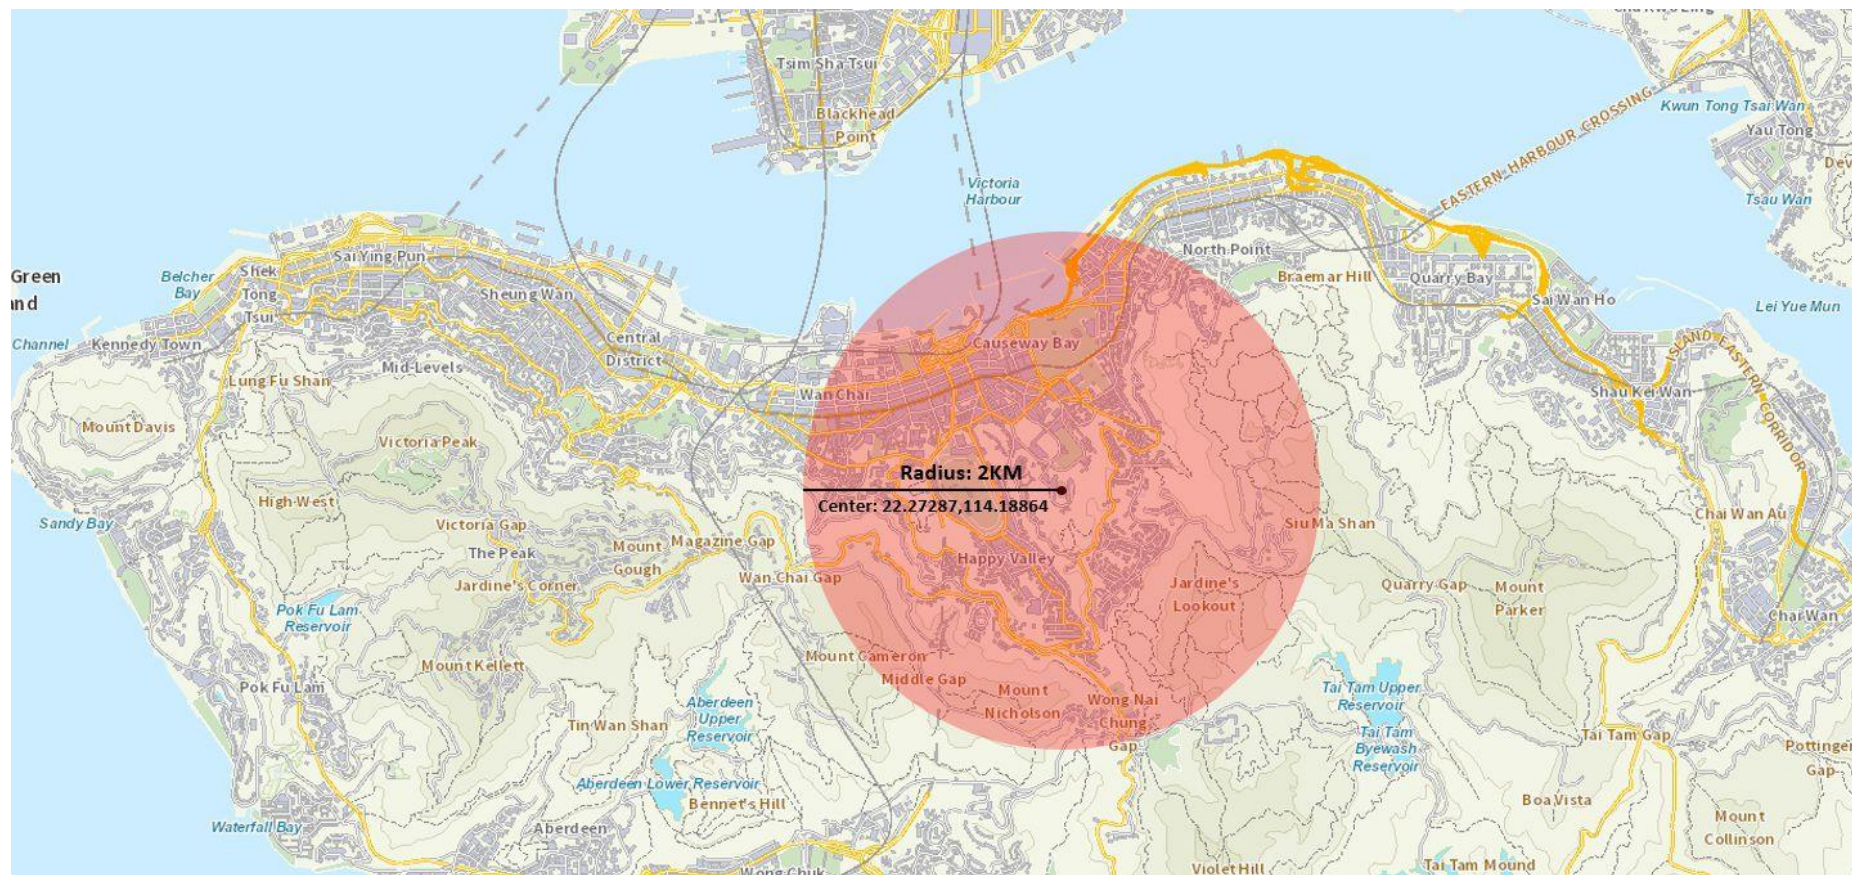 Tsim Sha Tsui
Blackhead
Point
Kwun Tong Tsai Wan
Yau Tong
EASTERN HARBOUR CROSSING
Victoria
Harbour
Tsau Wan
Green
Belcher
Bay
Shek
Tong
Tsui
Sai Ying Pun
Sheung Wan
North Point
Braemar Hill
Quarry Bay
Sai Wan Ho
Lei Yue Mun
Channel
Kennedy Town
Central
District
Causeway Bay
ISLAND EASTERN CORRIDOR
Lung Fu Shan
Mid-Levels
Wan Chai
Shau Kei Wan
Mount Davis
Victoria Peak
Radius: 2KM
Center: 22.27287,114.18864
High West
Sandy Bay
Victoria Gap
The Peak
Mount
Gough
Magazine Gap
Siu Ma Shan
Chai Wan Au
Jardine's Corner
Wan Chai Gap
Happy Valley
Jardine's
Lookout
Quarry Gap
Mount
Parker
Pok Fu Lam
Reservoir
Chai Wan
Mount Kellett
Mount Cameron
Middle Gap
Pok Fu Lam
Mount
Nicholson
Wong Nai
Chung
Gap
Tai Tam Upper
Reservoir
Aberdeen
Upper
Reservoir
Tin Wan Shan
Tai Tam
Byewash
Reservoir
Tai Tam Gap
Pottinger
Gap
Aberdeen Lower Reservoir
Bennet's Hill
Boa Vista
Waterfall Bay
Aberdeen
Mount
Collinson
Wong Chuk
Violet Hill
Tai Tam Mound